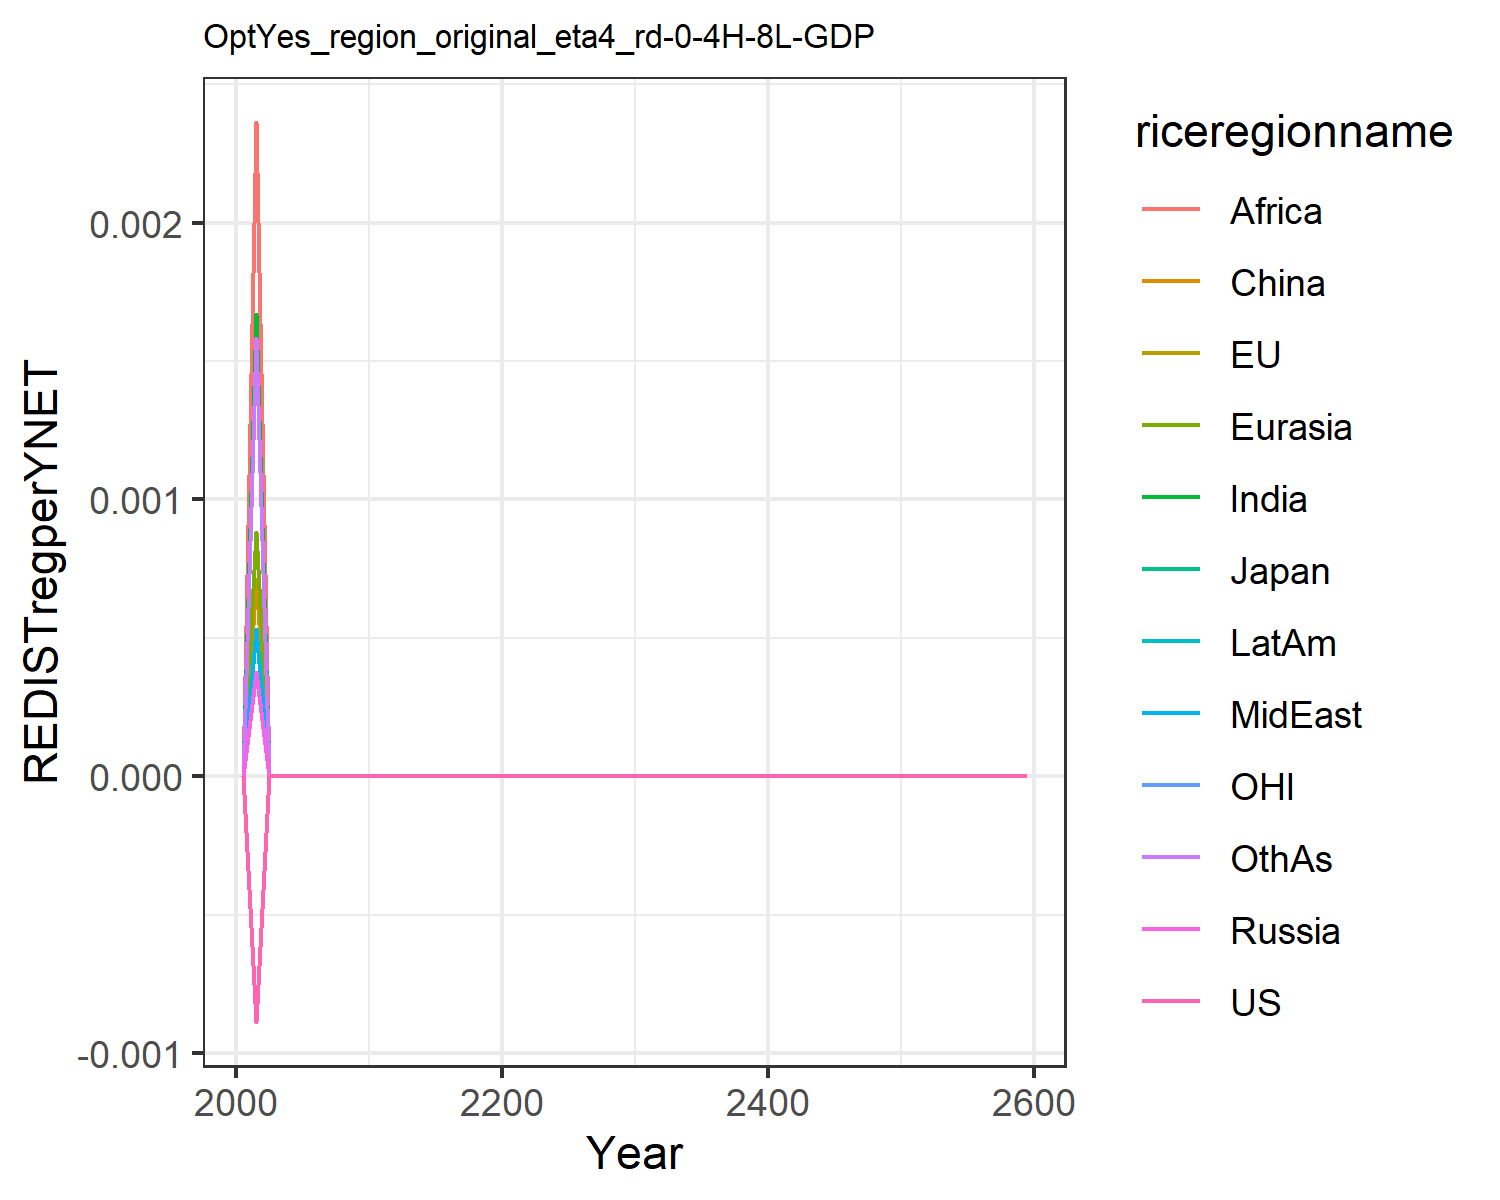 OptYes_region_original_eta4_rd-0-4H-8L-GDP
REDISTregperYNET
0.002
0.001
0.000
-0.001
2000
2200
2400
2600
Year
riceregionname
Africa
China
EU
Eurasia
India
Japan
LatAm
MidEast
OHI
OthAs
Russia
US